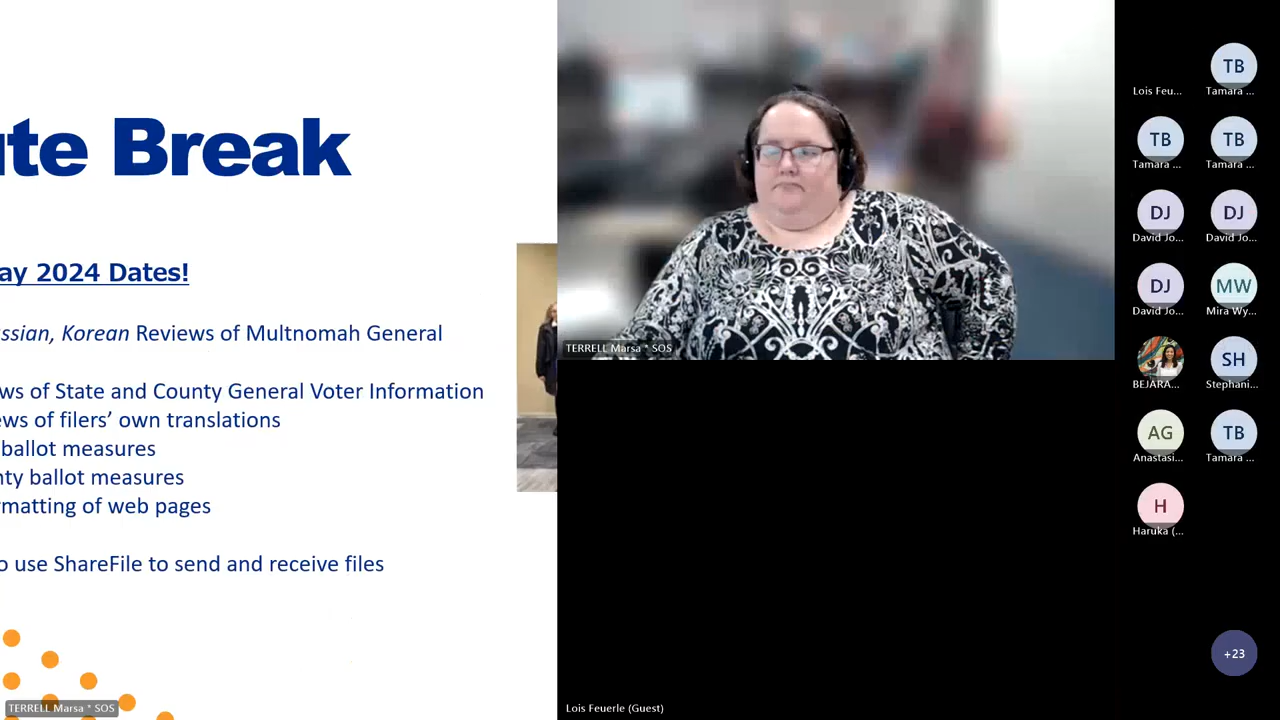 ute Break
ay 2024 Dates!
ssian, Korean Reviews of Multnomah General
ws of State and County General Voter Information
ews of filers’ own translations
ballot measures
nty ballot measures
rmatting of web pages
o use ShareFile to send and receive files
TERRELL Marsa * SOS
TERRELL Marsa * SOS
Lois Feuerle (Guest)
Lois Feu...
TB
Tamara ...
TB
Tamara ...
TB
Tamara ...
DJ
David Jo...
DJ
David Jo...
DJ
David Jo...
MW
Mira Wy...
BEJARA...
SH
Stephani...
AG
Anastasi...
TB
Tamara ...
H
Haruka (...
+23